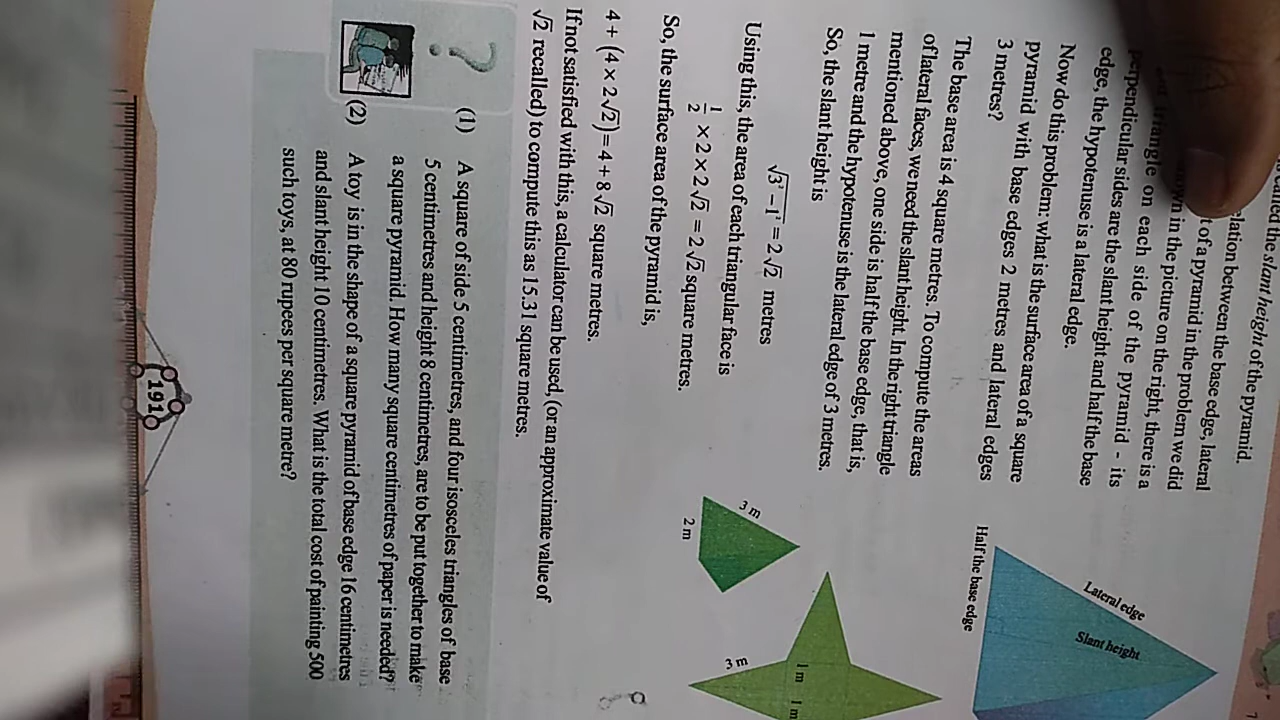 the slant height of the pyramid.
relation between the base edge, lateral
of a pyramid in the problem we did
in the picture on the right, there is a
triangle on each side of the pyramid - its
perpendicular sides are the slant height and half the base
edge, the hypotenuse is a lateral edge.
Now do this problem: what is the surface area of a square
pyramid with base edges 2 metres and lateral edges
3 metres?
The base area is 4 square metres. To compute the areas
of lateral faces, we need the slant height. In the right triangle
mentioned above, one side is half the base edge, that is,
1 metre and the hypotenuse is the lateral edge of 3 metres.
So, the slant height is
√3² − 1² = 2√2 metres
Using this, the area of each triangular face is
1/2 × 2 × 2√2 = 2√2 square metres.
So, the surface area of the pyramid is,
4 + (4 × 2√2) = 4 + 8√2 square metres.
If not satisfied with this, a calculator can be used, (or an approximate value of
√2 recalled) to compute this as 15.31 square metres.
Lateral edge
Slant height
Half the base edge
3 m
2 m
3 m
1 m
1 m
?
(1) A square of side 5 centimetres, and four isosceles triangles of base
5 centimetres and height 8 centimetres, are to be put together to make
a square pyramid. How many square centimetres of paper is needed?
(2) A toy is in the shape of a square pyramid of base edge 16 centimetres
and slant height 10 centimetres. What is the total cost of painting 500
such toys, at 80 rupees per square metre?
191